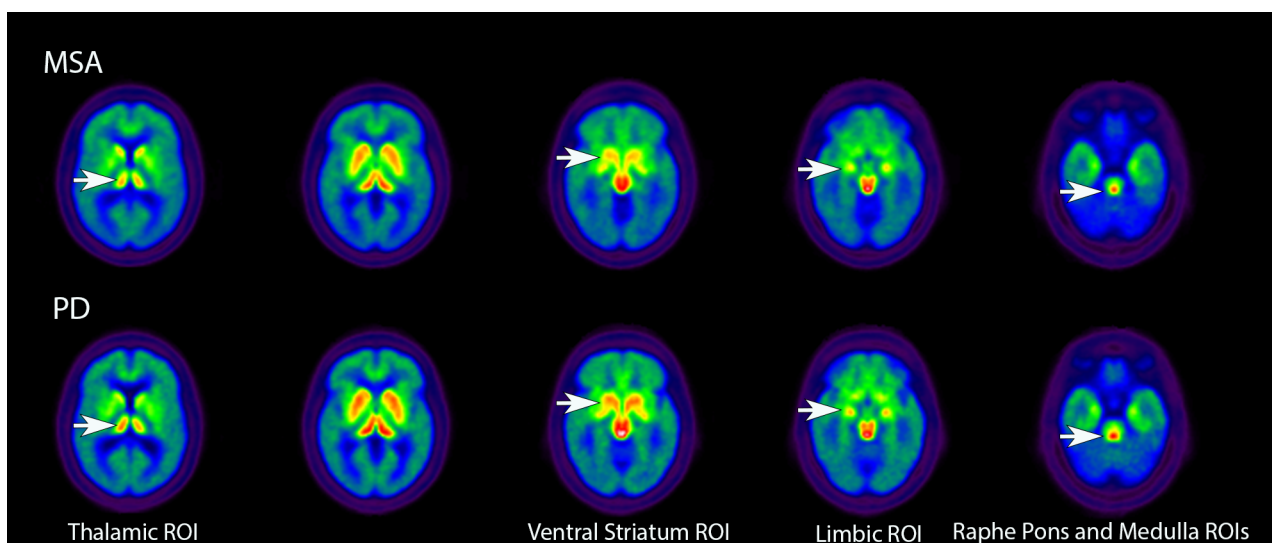 MSA
PD
Thalamic ROI
Ventral Striatum ROI
Limbic ROI
Raphe Pons and Medulla ROIs